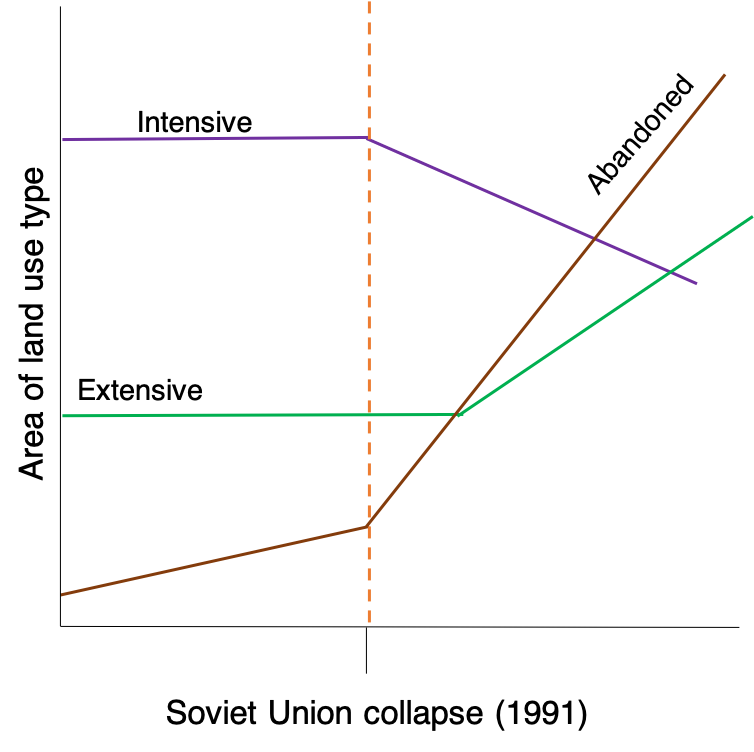 Intensive
Abandoned
Extensive
Area of land use type
Soviet Union collapse (1991)